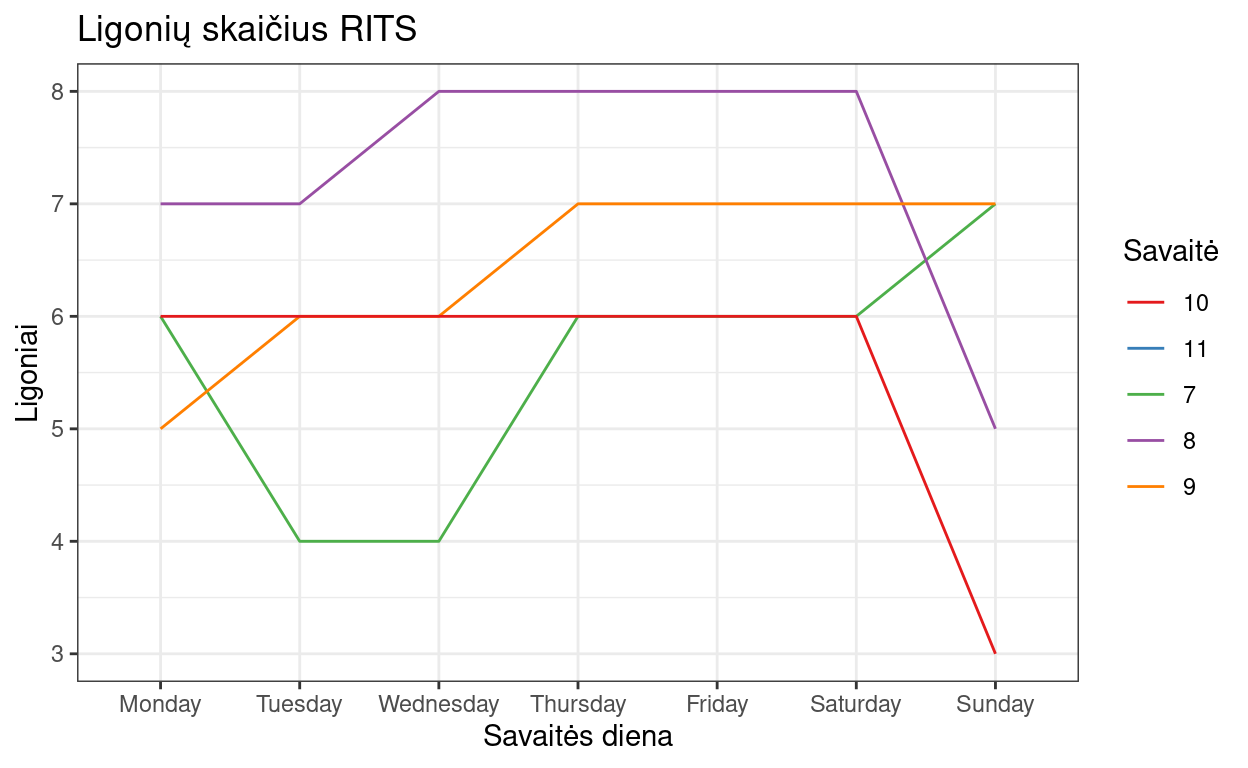 Ligonių skaičius RITS
Ligoniai
8
7
6
5
4
3
Monday Tuesday Wednesday Thursday Friday Saturday Sunday
Savaitės diena
Savaitė
10
11
7
8
9